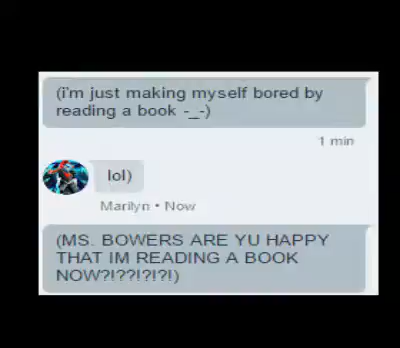 (i'm just making myself bored by
reading a book -_-)
1 min
lol)
Marilyn • Now
(MS. BOWERS ARE YU HAPPY
THAT IM READING A BOOK
NOW?!??!?!?!)